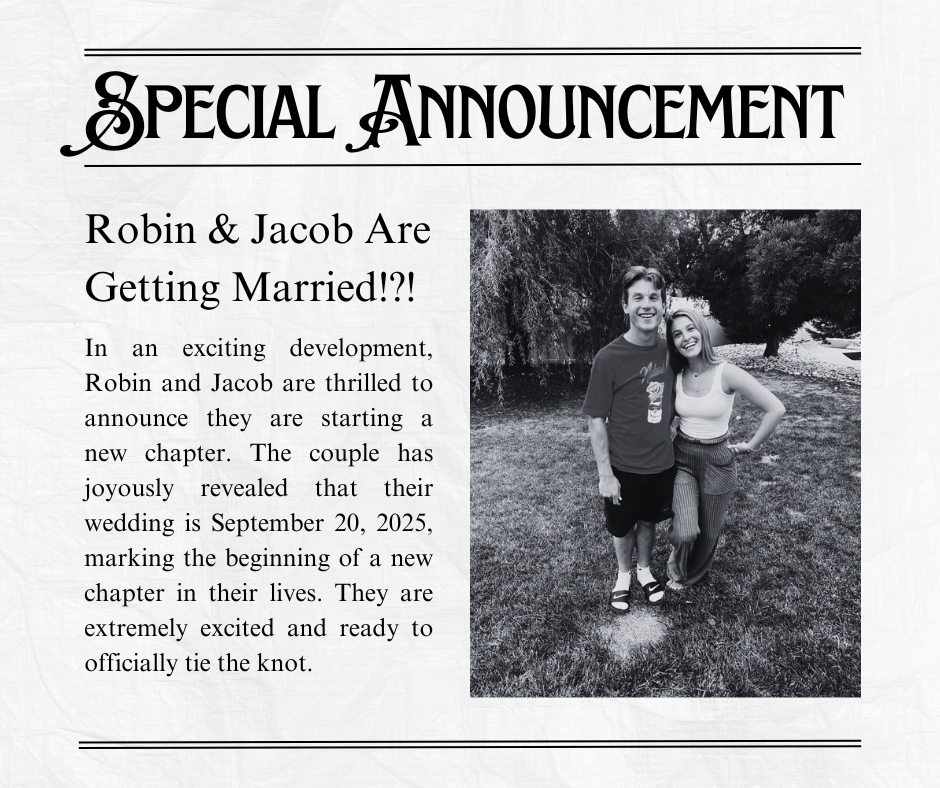 Special Announcement
Robin & Jacob Are
Getting Married!?!
In an exciting development,
Robin and Jacob are thrilled to
announce they are starting a
new chapter. The couple has
joyously revealed that their
wedding is September 20, 2025,
marking the beginning of a new
chapter in their lives. They are
extremely excited and ready to
officially tie the knot.